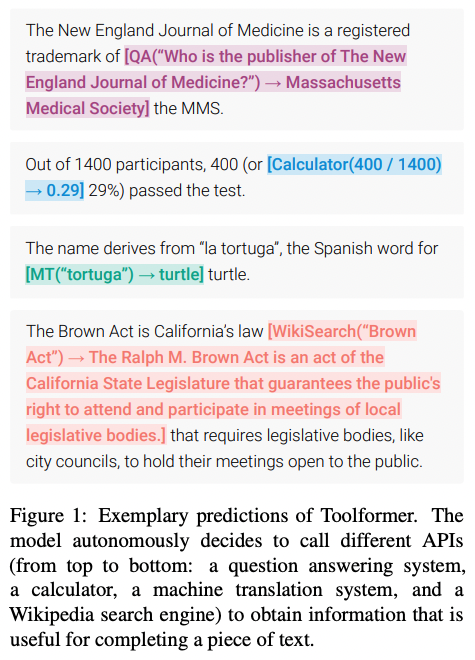 The New England Journal of Medicine is a registered
trademark of [QA(“Who is the publisher of The New
England Journal of Medicine?”) → Massachusetts
Medical Society] the MMS.
Out of 1400 participants, 400 (or [Calculator(400 / 1400)
→ 0.29] 29%) passed the test.
The name derives from “la tortuga”, the Spanish word for
[MT(“tortuga”) → turtle] turtle.
The Brown Act is California’s law [WikiSearch(“Brown
Act”) → The Ralph M. Brown Act is an act of the
California State Legislature that guarantees the public's
right to attend and participate in meetings of local
legislative bodies.] that requires legislative bodies, like
city councils, to hold their meetings open to the public.
Figure 1: Exemplary predictions of Toolformer. The
model autonomously decides to call different APIs
(from top to bottom: a question answering system,
a calculator, a machine translation system, and a
Wikipedia search engine) to obtain information that is
useful for completing a piece of text.